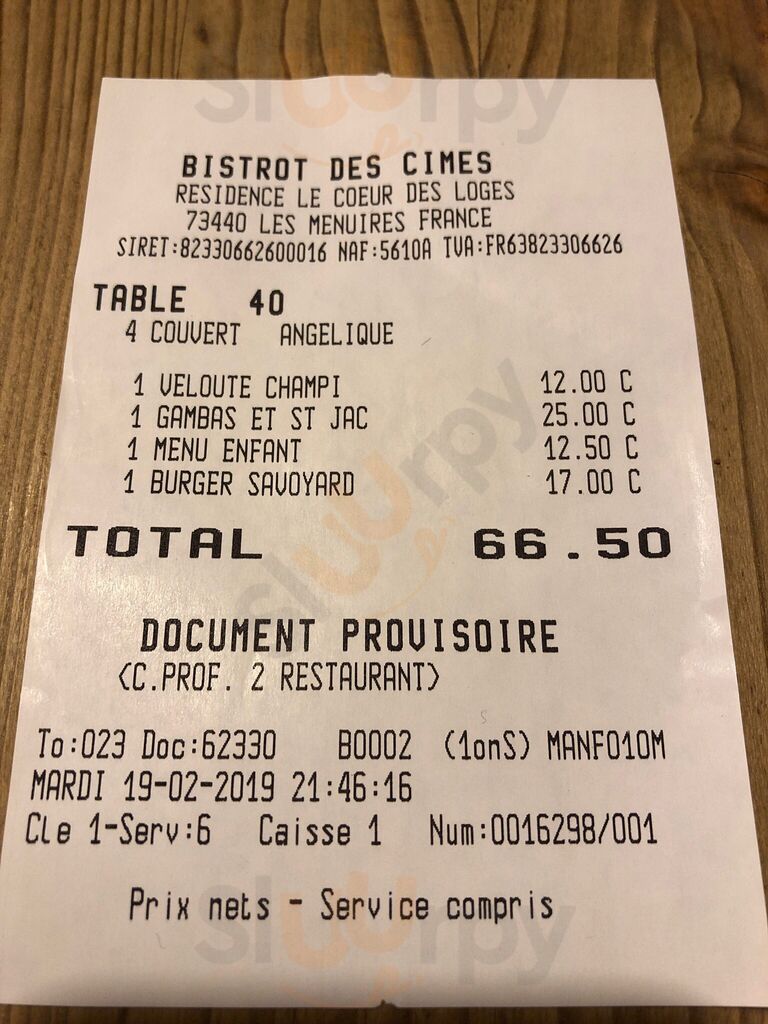 BISTROT DES CIMES
RESIDENCE LE COEUR DES LOGES
73440 LES MENUIRES FRANCE
SIRET:82330662600016 NAF:5610A TVA:FR63823306626
TABLE 40
4 COUVERT ANGELIQUE
1 VELOUTE CHAMPI 12.00 C
1 GAMBAS ET ST JAC 25.00 C
1 MENU ENFANT 12.50 C
1 BURGER SAVOYARD 17.00 C
TOTAL 66.50
DOCUMENT PROVISOIRE
(C.PROF. 2 RESTAURANT)
To:023 Doc:62330 B0002 (1onS) MANF010M
MARDI 19-02-2019 21:46:16
Cle 1-Serv:6 Caisse 1 Num:0016298/001
Prix nets - Service compris
slUUrpy
slUUrpy
slUUrpy